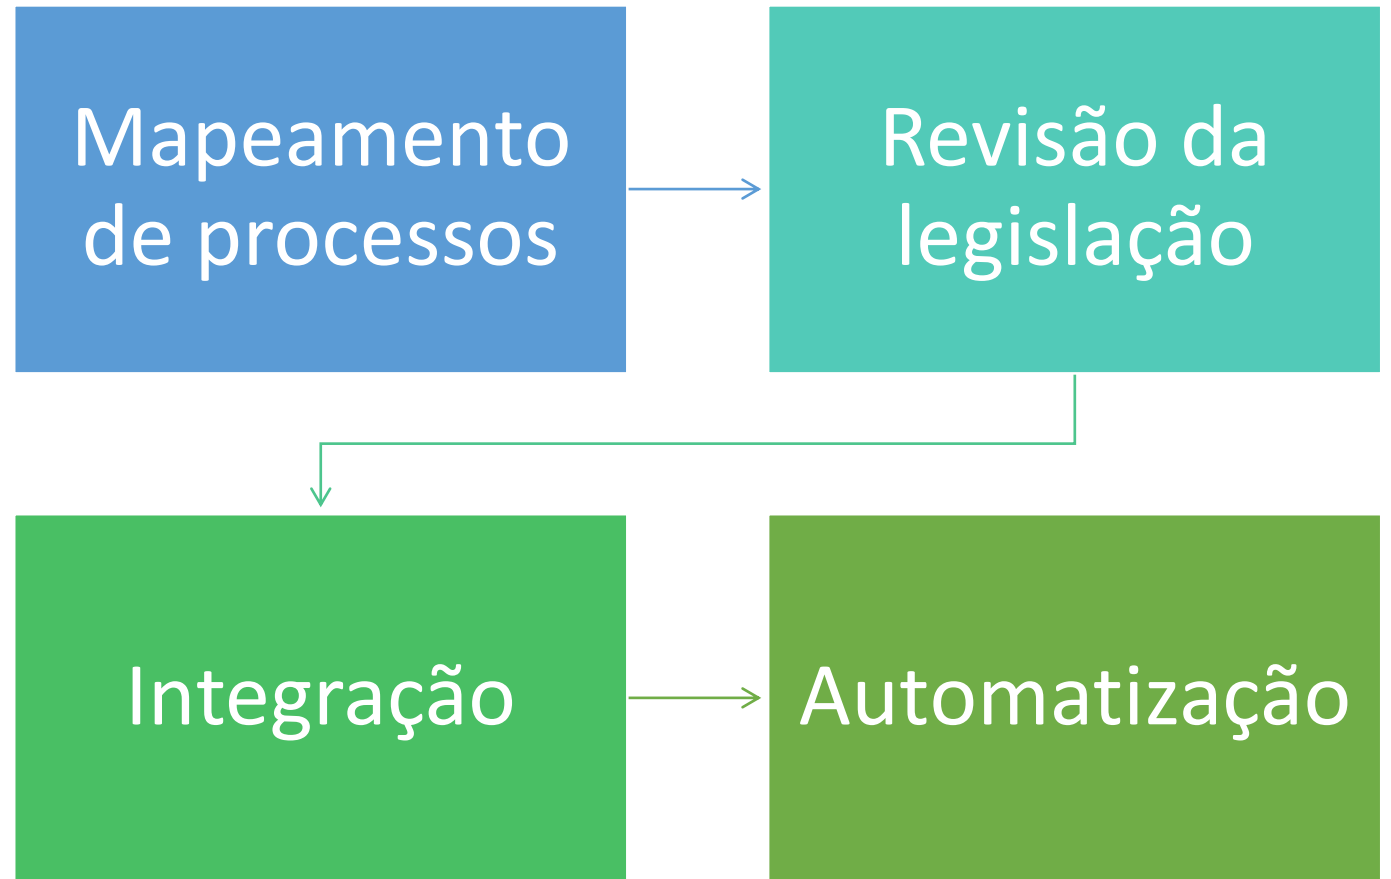 Mapeamento
de processos
Revisão da
legislação
Integração
Automatização